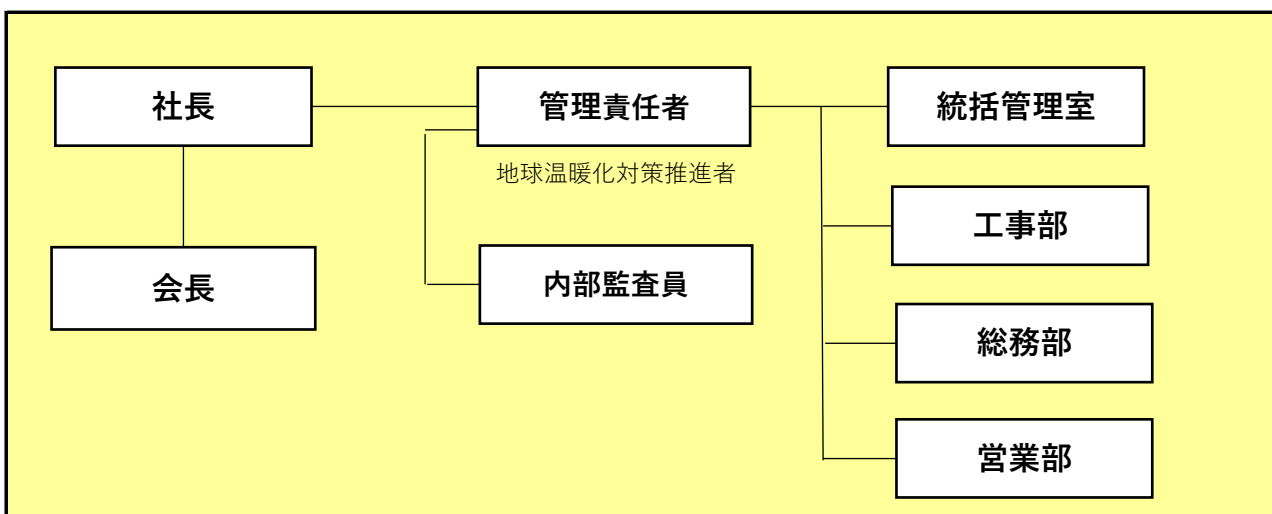 社長
管理責任者
統括管理室
地球温暖化対策推進者
工事部
会長
内部監査員
総務部
営業部